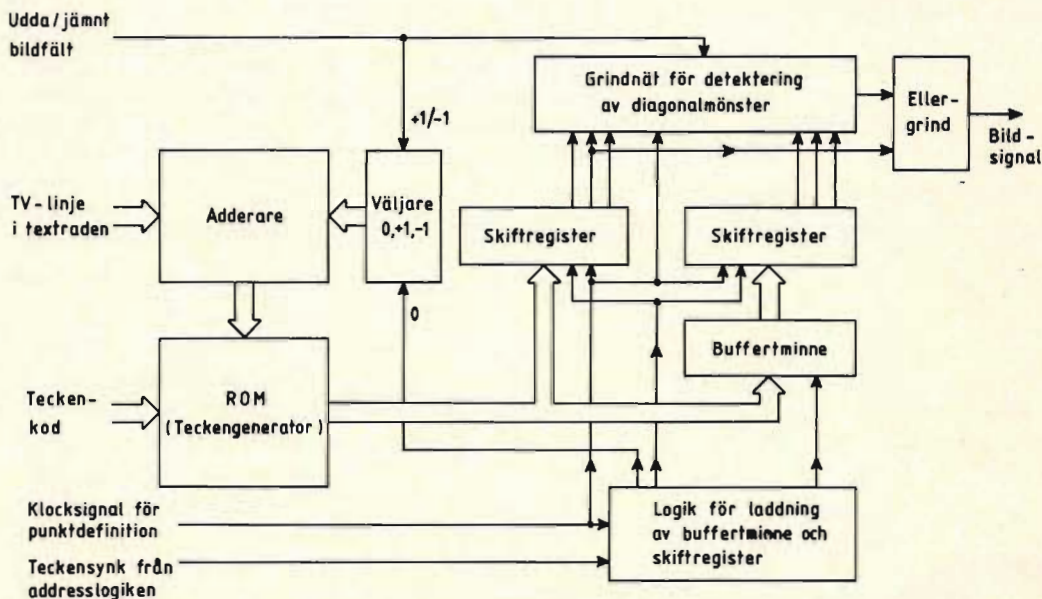 Udda/jämnt
bildfält
Grindnät för detektering
av diagonalmönster
Eller-
grind
Bild-
signal
+1/-1
TV-linje
i textraden
Adderare
Väljare
0,+1,-1
Skiftregister
Skiftregister
0
Buffertminne
Tecken-
kod
ROM
(Teckengenerator)
Klocksignal för
punktdefinition
Logik för laddning
av buffertminne och
skiftregister
Teckensynk från
addresslogiken